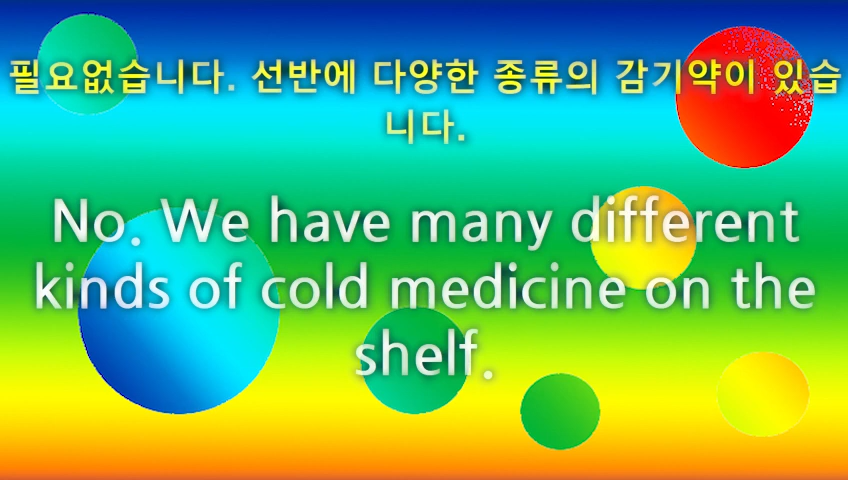 필요없습니다. 선반에 다양한 종류의 감기약이 있습
니다.
No. We have many different
kinds of cold medicine on the
shelf.